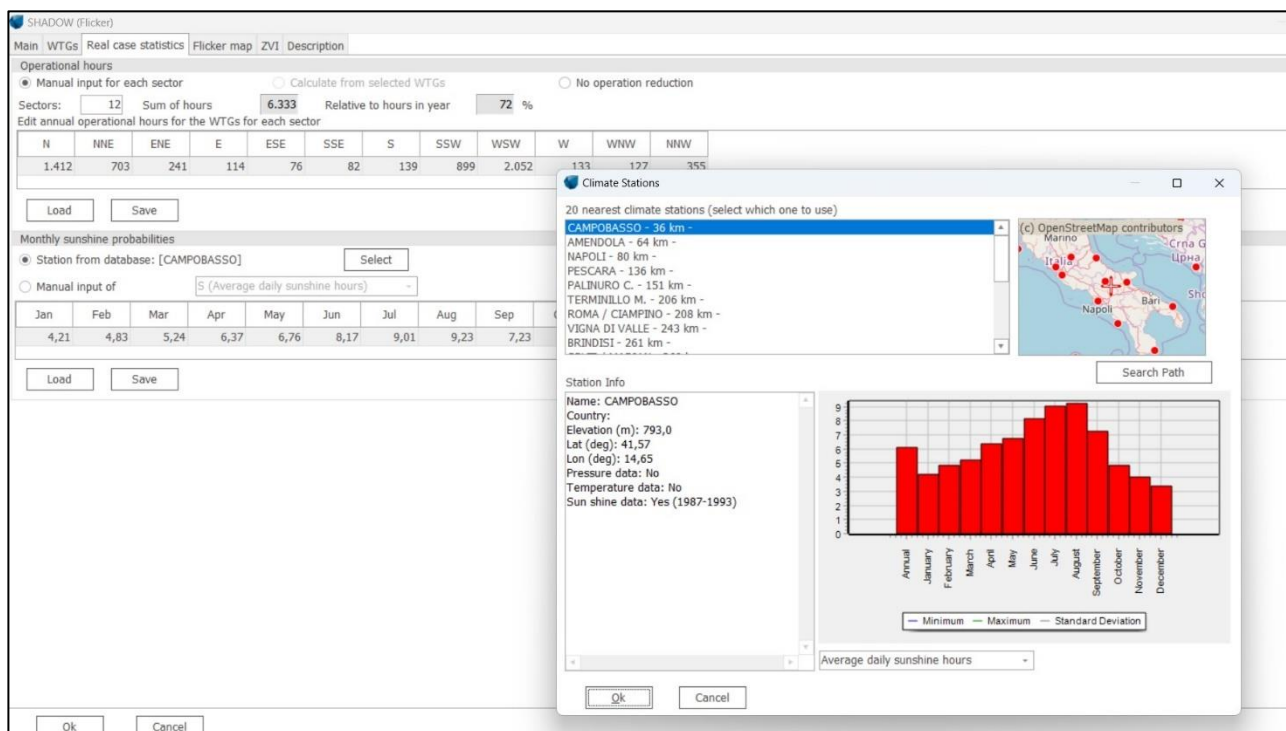 SHADOW (Flicker)
Main WTGs Real case statistics Flicker map ZVI Description
Operational hours
Manual input for each sector Calculate from selected WTGs No operation reduction
Sectors: 12 Sum of hours 6.333 Relative to hours in year 72 %
Edit annual operational hours for the WTGs for each sector
N NNE ENE E ESE SSE S SSW WSW W WNW NNW
1.412 703 241 114 76 82 139 899 2.052 133 127 355
Load Save
Monthly sunshine probabilities
Station from database: [CAMPOBASSO] Select
Manual input of S (Average daily sunshine hours)
Jan Feb Mar Apr May Jun Jul Aug Sep
4,21 4,83 5,24 6,37 6,76 8,17 9,01 9,23 7,23
Load Save
Ok Cancel
Climate Stations
20 nearest climate stations (select which one to use)
CAMPOBASSO - 36 km -
AMENDOLA - 64 km -
NAPOLI - 80 km -
PESCARA - 136 km -
PALINURO C. - 151 km -
TERMINILLO M. - 206 km -
ROMA / CIAMPINO - 208 km -
VIGNA DI VALLE - 243 km -
BRINDISI - 261 km -
(c) OpenStreetMap contributors
Marino
Crna G
Italia
Црна
Sh
Bari
Napoli
Search Path
Station Info
Name: CAMPOBASSO
Country:
Elevation (m): 793,0
Lat (deg): 41,57
Lon (deg): 14,65
Pressure data: No
Temperature data: No
Sun shine data: Yes (1987-1993)
9
8
7
6
5
4
3
2
1
0
Annual January February March April May June July August September October November December
Minimum Maximum Standard Deviation
Average daily sunshine hours
Ok Cancel